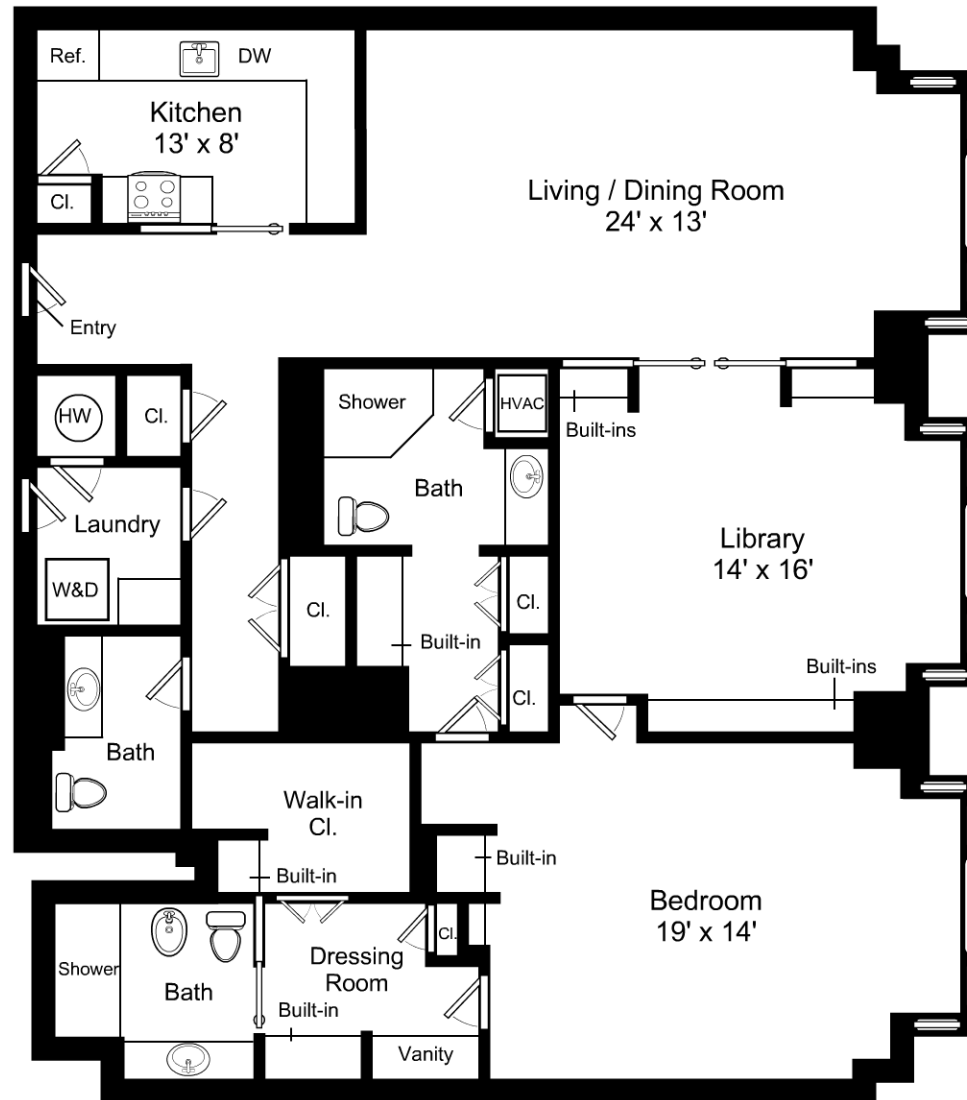 Ref.
DW
Kitchen
13' x 8'
Cl.
Living / Dining Room
24' x 13'
Entry
HW
Cl.
Shower
HVAC
Built-ins
Bath
Laundry
W&D
Library
14' x 16'
Cl.
Cl.
Built-in
Cl.
Built-ins
Bath
Walk-in
Cl.
Built-in
Built-in
Bedroom
19' x 14'
Cl.
Dressing
Room
Shower
Bath
Built-in
Vanity